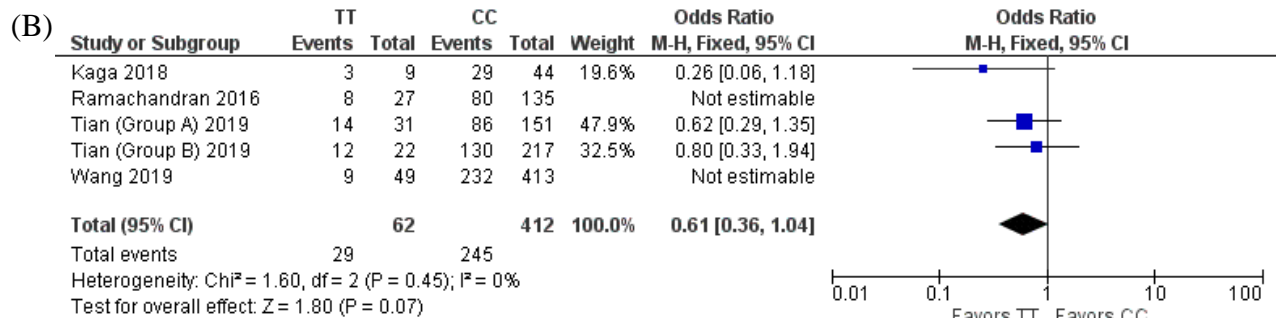 (B) TT CC Odds Ratio Odds Ratio
Study or Subgroup Events Total Events Total Weight M-H, Fixed, 95% CI M-H, Fixed, 95% CI
Kaga 2018 3 9 29 44 19.6% 0.26 [0.06, 1.18]
Ramachandran 2016 8 27 80 135 Not estimable
Tian (Group A) 2019 14 31 86 151 47.9% 0.62 [0.29, 1.35]
Tian (Group B) 2019 12 22 130 217 32.5% 0.80 [0.33, 1.94]
Wang 2019 9 49 232 413 Not estimable
Total (95% CI) 62 412 100.0% 0.61 [0.36, 1.04]
Total events 29 245
Heterogeneity: Chi² = 1.60, df = 2 (P = 0.45); I² = 0%
Test for overall effect: Z = 1.80 (P = 0.07)
0.01 0.1 1 10 100
Favors TT Favors CC